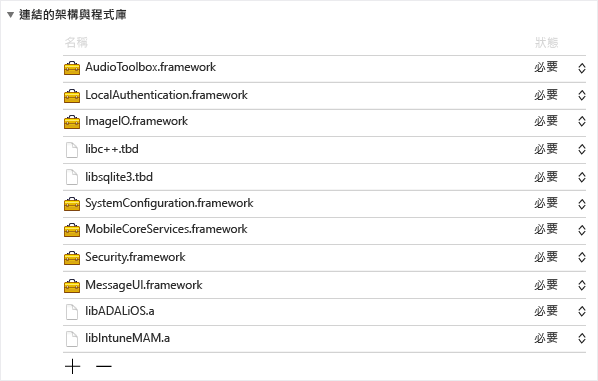 連結的架構與程式庫
名稱 狀態
AudioToolbox.framework 必要
LocalAuthentication.framework 必要
ImageIO.framework 必要
libc++.tbd 必要
libsqlite3.tbd 必要
SystemConfiguration.framework 必要
MobileCoreServices.framework 必要
Security.framework 必要
MessageUI.framework 必要
libADALiOS.a 必要
libIntuneMAM.a 必要